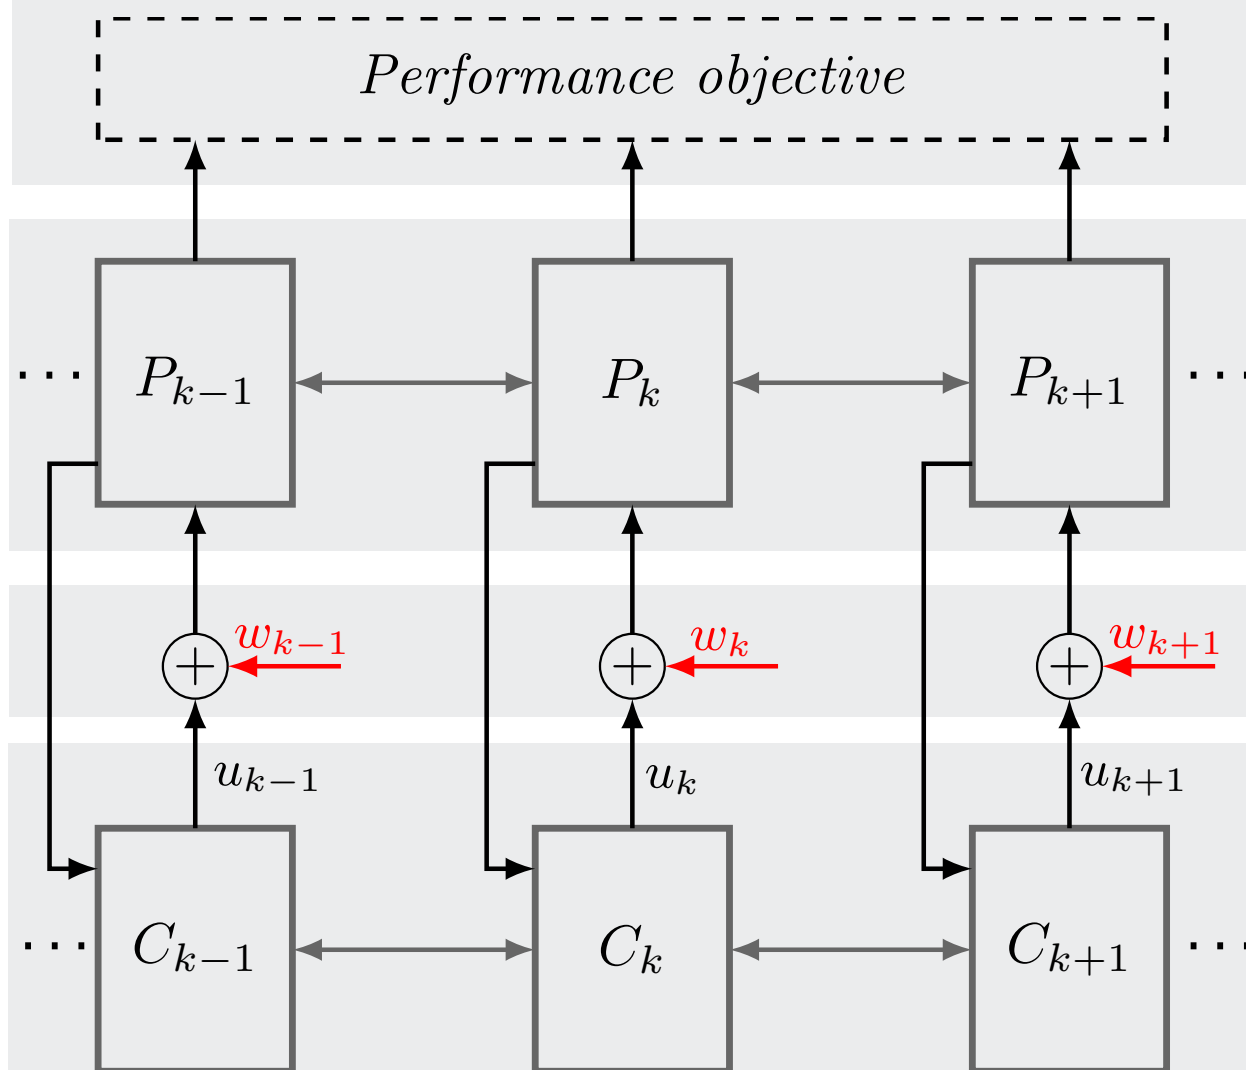 Performance objective
⋯ P_{k−1} P_k P_{k+1} ⋯
w_{k−1} w_k w_{k+1}
+ + +
u_{k−1} u_k u_{k+1}
⋯ C_{k−1} C_k C_{k+1} ⋯